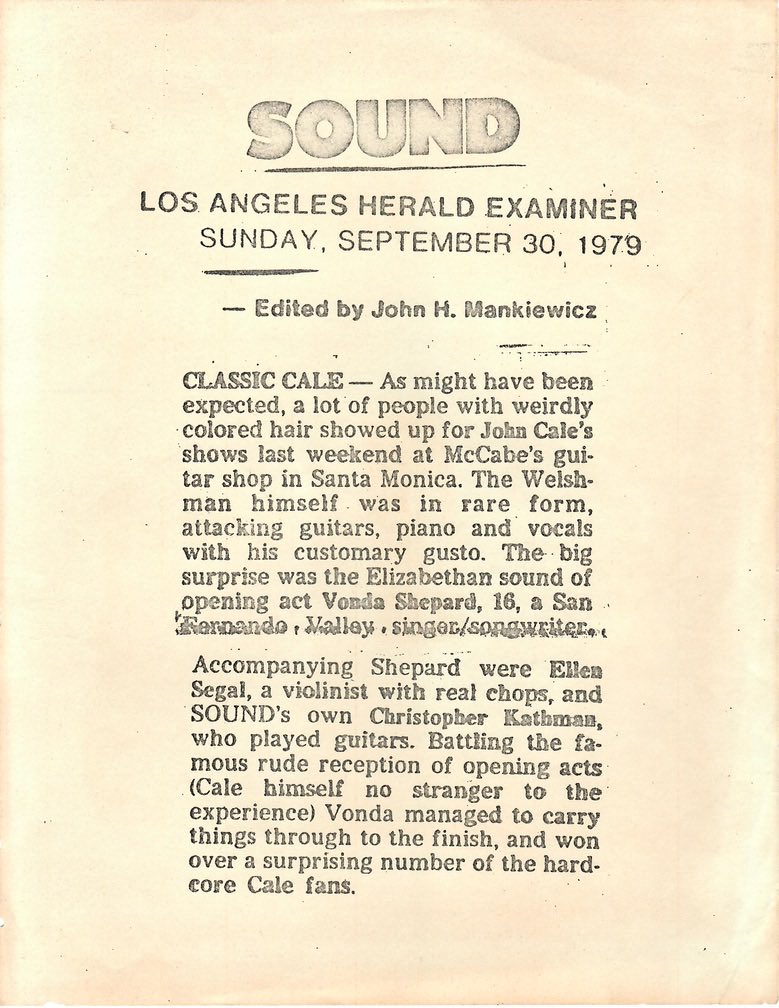 SOUND
LOS ANGELES HERALD EXAMINER
SUNDAY, SEPTEMBER 30, 1979
— Edited by John H. Mankiewicz
CLASSIC CALE — As might have been
expected, a lot of people with weirdly
colored hair showed up for John Cale's
shows last weekend at McCabe's gui-
tar shop in Santa Monica. The Welsh-
man himself was in rare form,
attacking guitars, piano and vocals
with his customary gusto. The big
surprise was the Elizabethan sound of
opening act Vonda Shepard, 16, a San
Fernando Valley singer/songwriter.
Accompanying Shepard were Ellen
Segal, a violinist with real chops, and
SOUND's own Christopher Kathman,
who played guitars. Battling the fa-
mous rude reception of opening acts
(Cale himself no stranger to the
experience) Vonda managed to carry
things through to the finish, and won
over a surprising number of the hard-
core Cale fans.